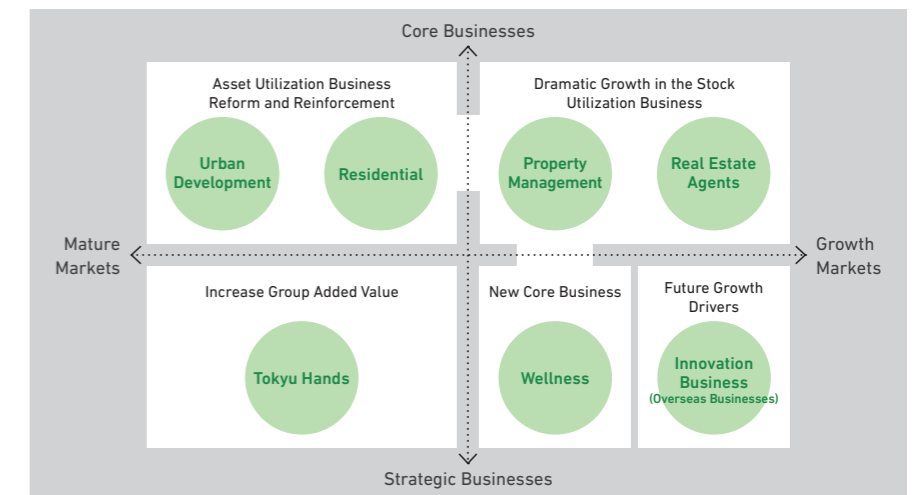 Core Businesses
Asset Utilization Business
Reform and Reinforcement
Urban
Development
Residential
Dramatic Growth in the Stock
Utilization Business
Property
Management
Real Estate
Agents
Mature
Markets
Growth
Markets
Increase Group Added Value
Tokyu Hands
New Core Business
Wellness
Future Growth
Drivers
Innovation
Business
(Overseas Businesses)
Strategic Businesses